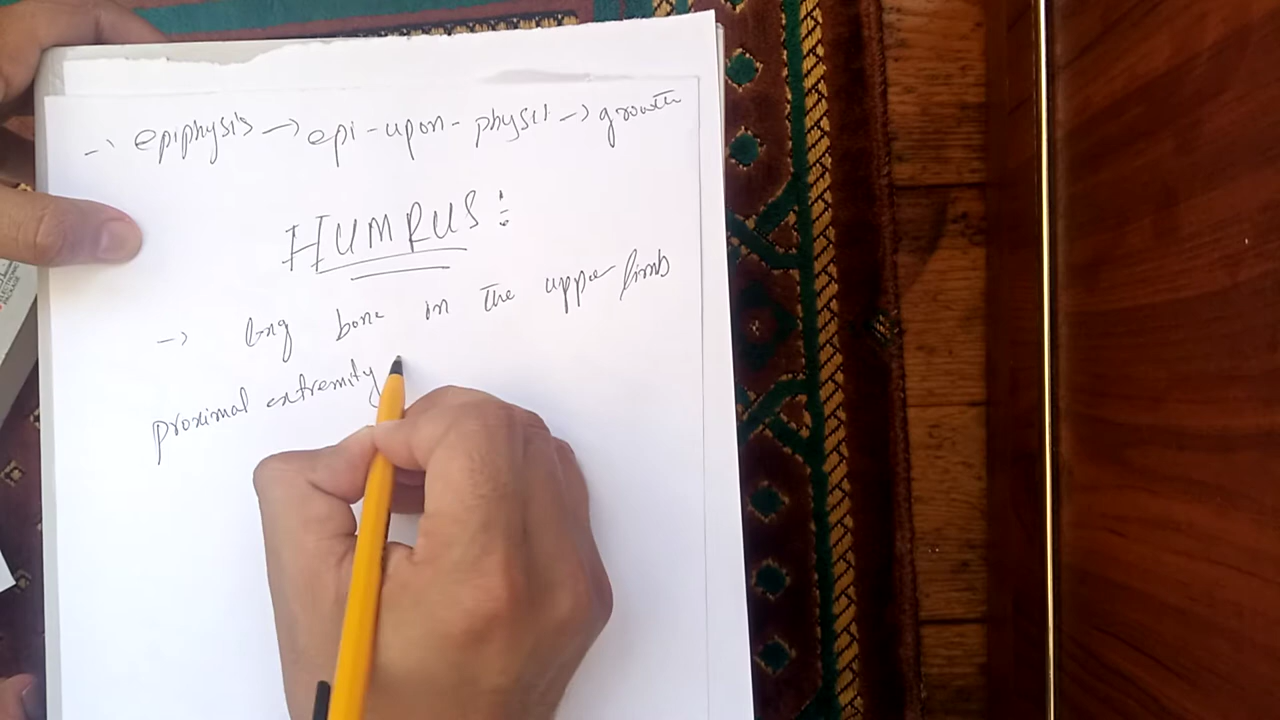 -> epiphysis -> epi-upon-physis -> growth
HUMRUS:
-> long bone in the upper limb
proximal extremity